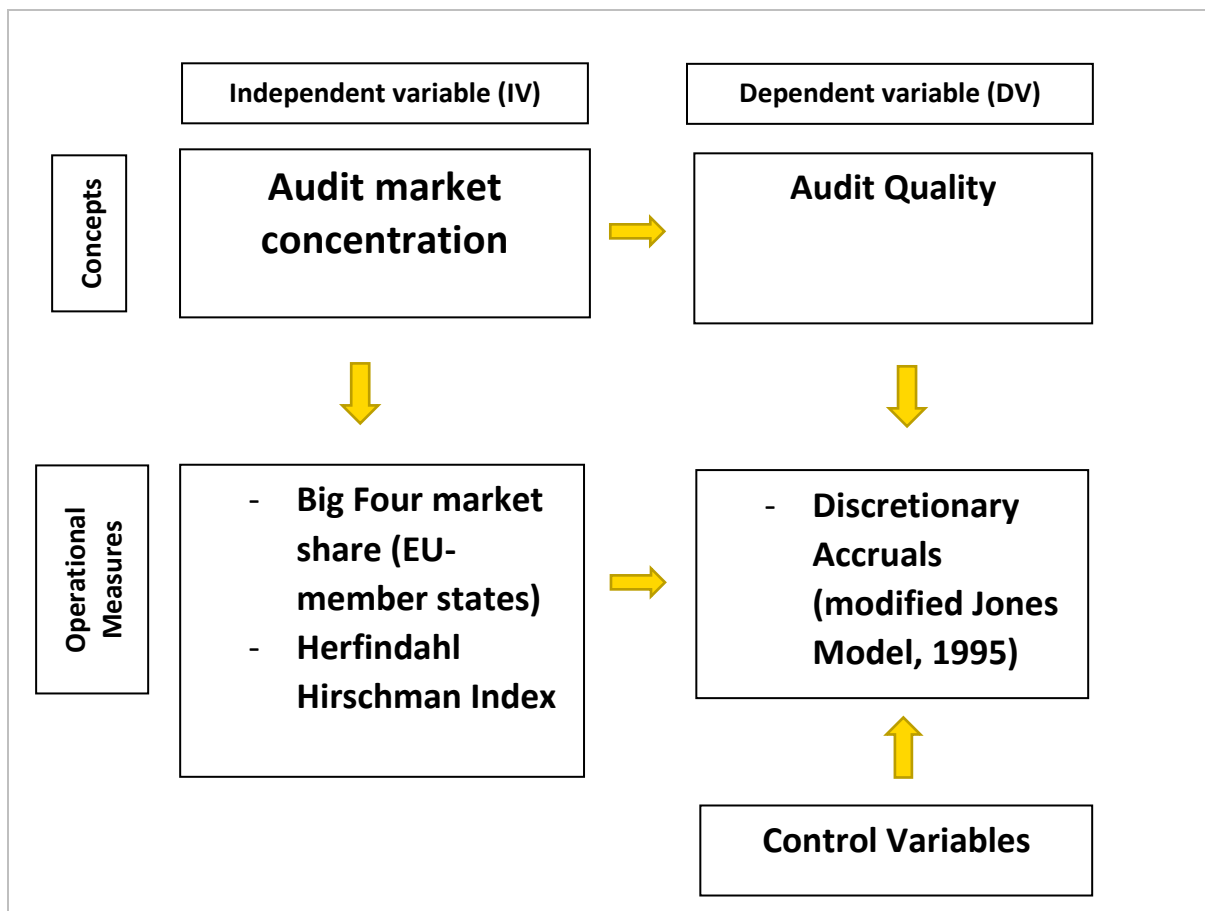 Independent variable (IV)
Dependent variable (DV)
Concepts
Audit market
concentration
Audit Quality
Operational
Measures
- Big Four market
share (EU-
member states)
- Herfindahl
Hirschman Index
- Discretionary
Accruals
(modified Jones
Model, 1995)
Control Variables